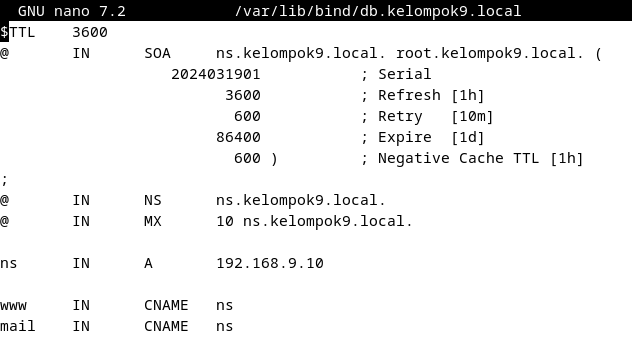 GNU nano 7.2 /var/lib/bind/db.kelompok9.local
$TTL 3600
@ IN SOA ns.kelompok9.local. root.kelompok9.local. (
2024031901 ; Serial
3600 ; Refresh [1h]
600 ; Retry [10m]
86400 ; Expire [1d]
600 ) ; Negative Cache TTL [1h]
;
@ IN NS ns.kelompok9.local.
@ IN MX 10 ns.kelompok9.local.
ns IN A 192.168.9.10
www IN CNAME ns
mail IN CNAME ns